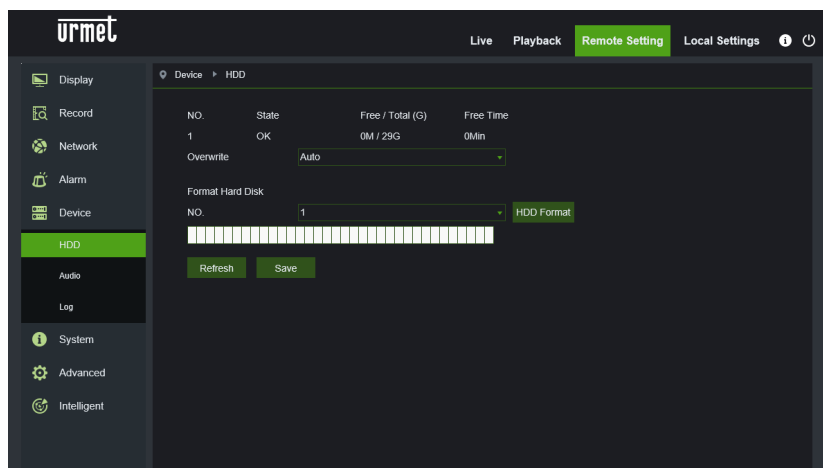 urmet
Live Playback Remote Setting Local Settings
Display
Record
Network
Alarm
Device
HDD
Audio
Log
System
Advanced
Intelligent
Device HDD
NO. State Free / Total (G) Free Time
1 OK 0M / 29G 0Min
Overwrite Auto
Format Hard Disk
NO. 1 HDD Format
Refresh Save